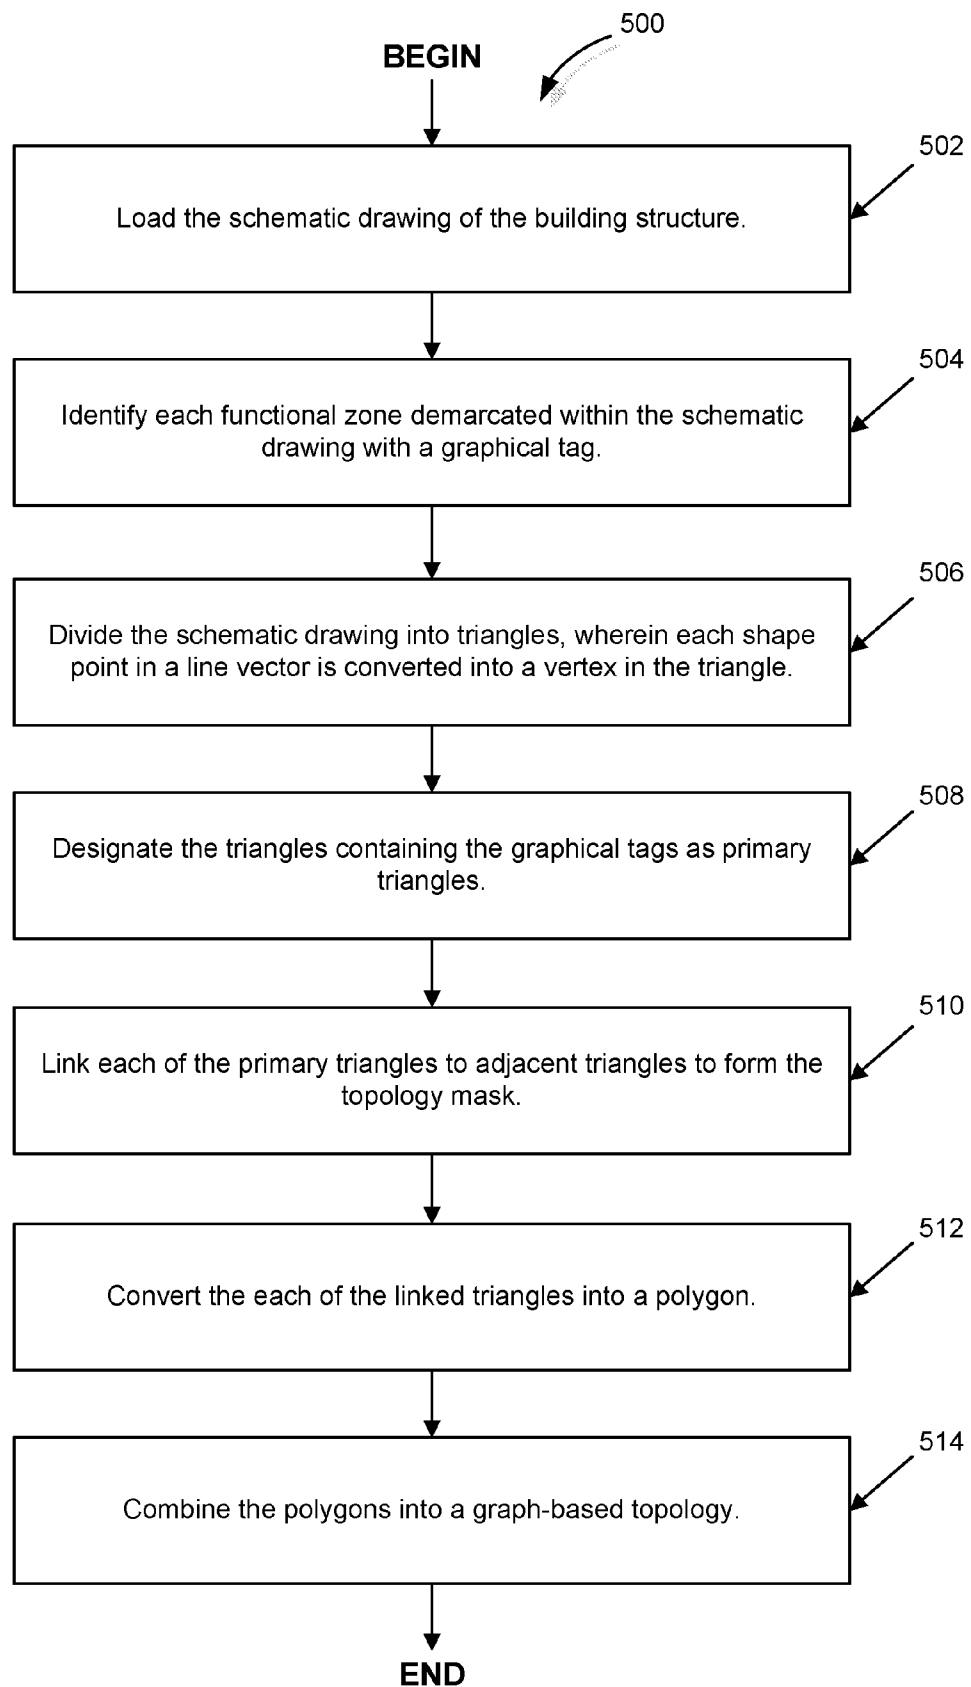 500
BEGIN
502
Load the schematic drawing of the building structure.
504
Identify each functional zone demarcated within the schematic
drawing with a graphical tag.
506
Divide the schematic drawing into triangles, wherein each shape
point in a line vector is converted into a vertex in the triangle.
508
Designate the triangles containing the graphical tags as primary
triangles.
510
Link each of the primary triangles to adjacent triangles to form the
topology mask.
512
Convert the each of the linked triangles into a polygon.
514
Combine the polygons into a graph-based topology.
END